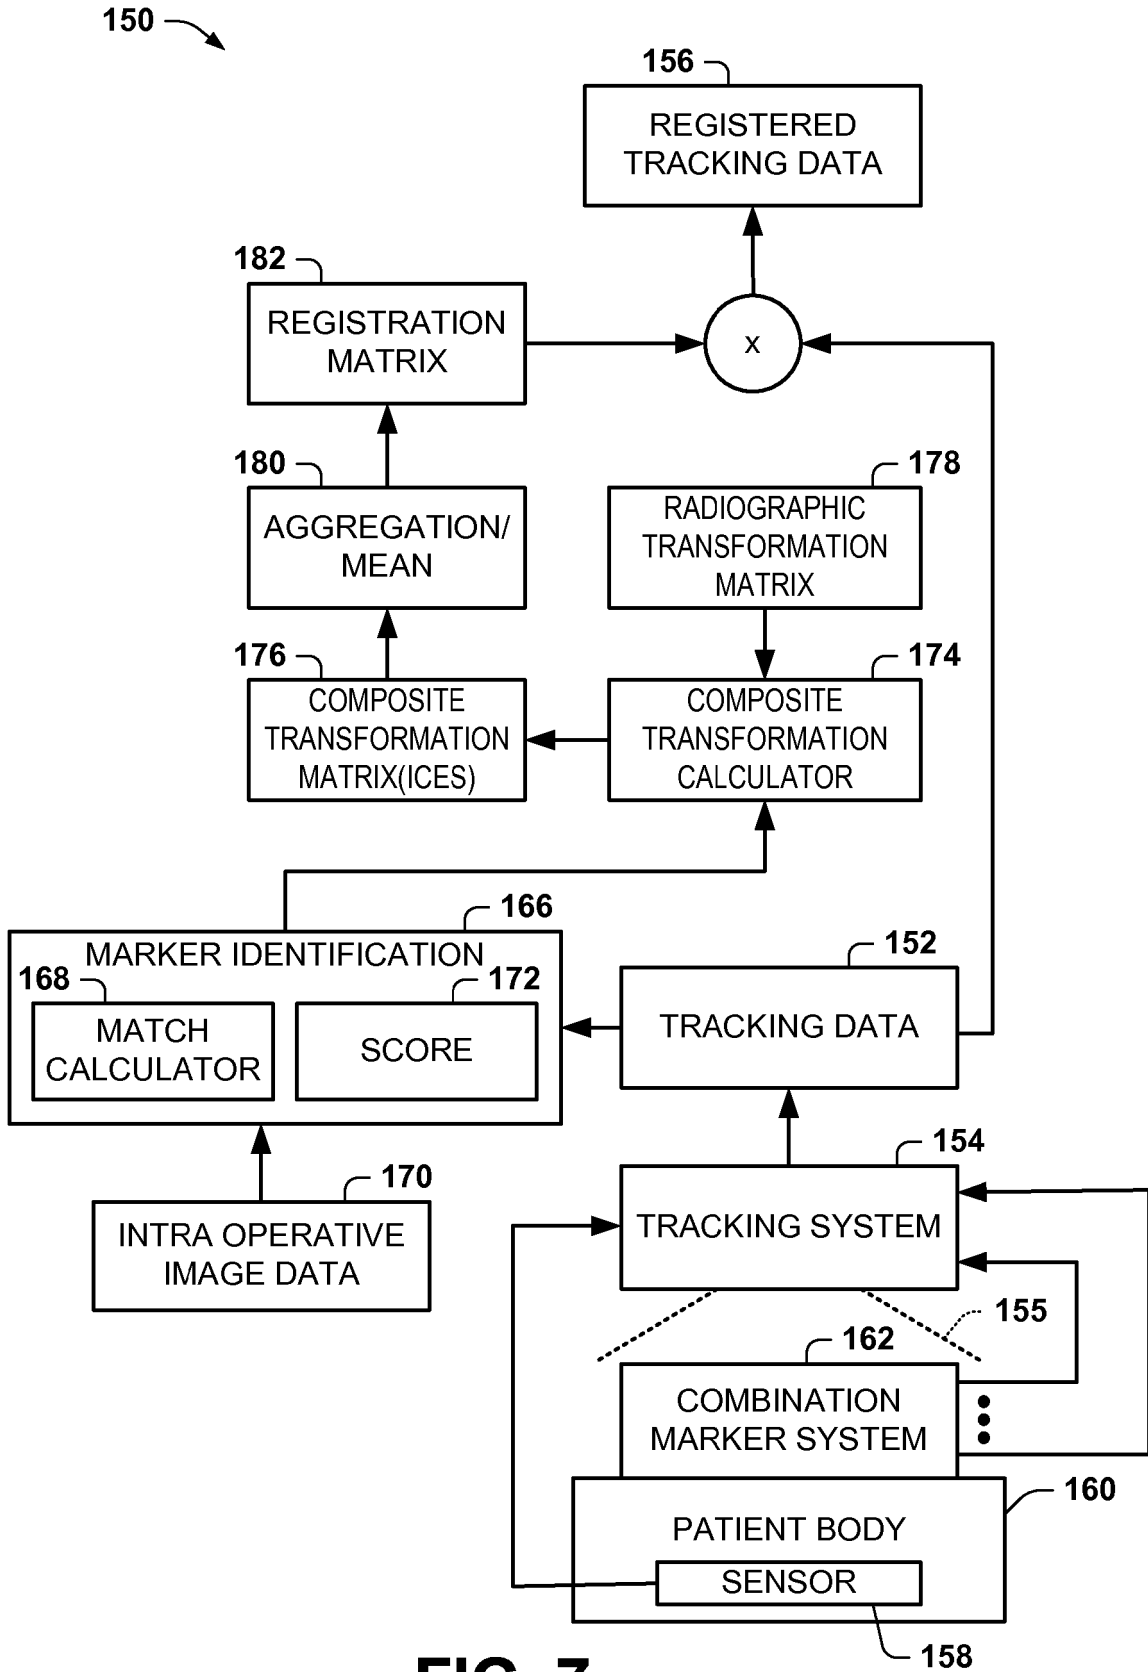 150
156
REGISTERED
TRACKING DATA
182
REGISTRATION
MATRIX
x
180
AGGREGATION/
MEAN
178
RADIOGRAPHIC
TRANSFORMATION
MATRIX
176
COMPOSITE
TRANSFORMATION
MATRIX(ICES)
174
COMPOSITE
TRANSFORMATION
CALCULATOR
166
MARKER IDENTIFICATION
168
MATCH
CALCULATOR
172
SCORE
152
TRACKING DATA
170
INTRA OPERATIVE
IMAGE DATA
154
TRACKING SYSTEM
155
162
COMBINATION
MARKER SYSTEM
160
PATIENT BODY
SENSOR
158
FIG. 7